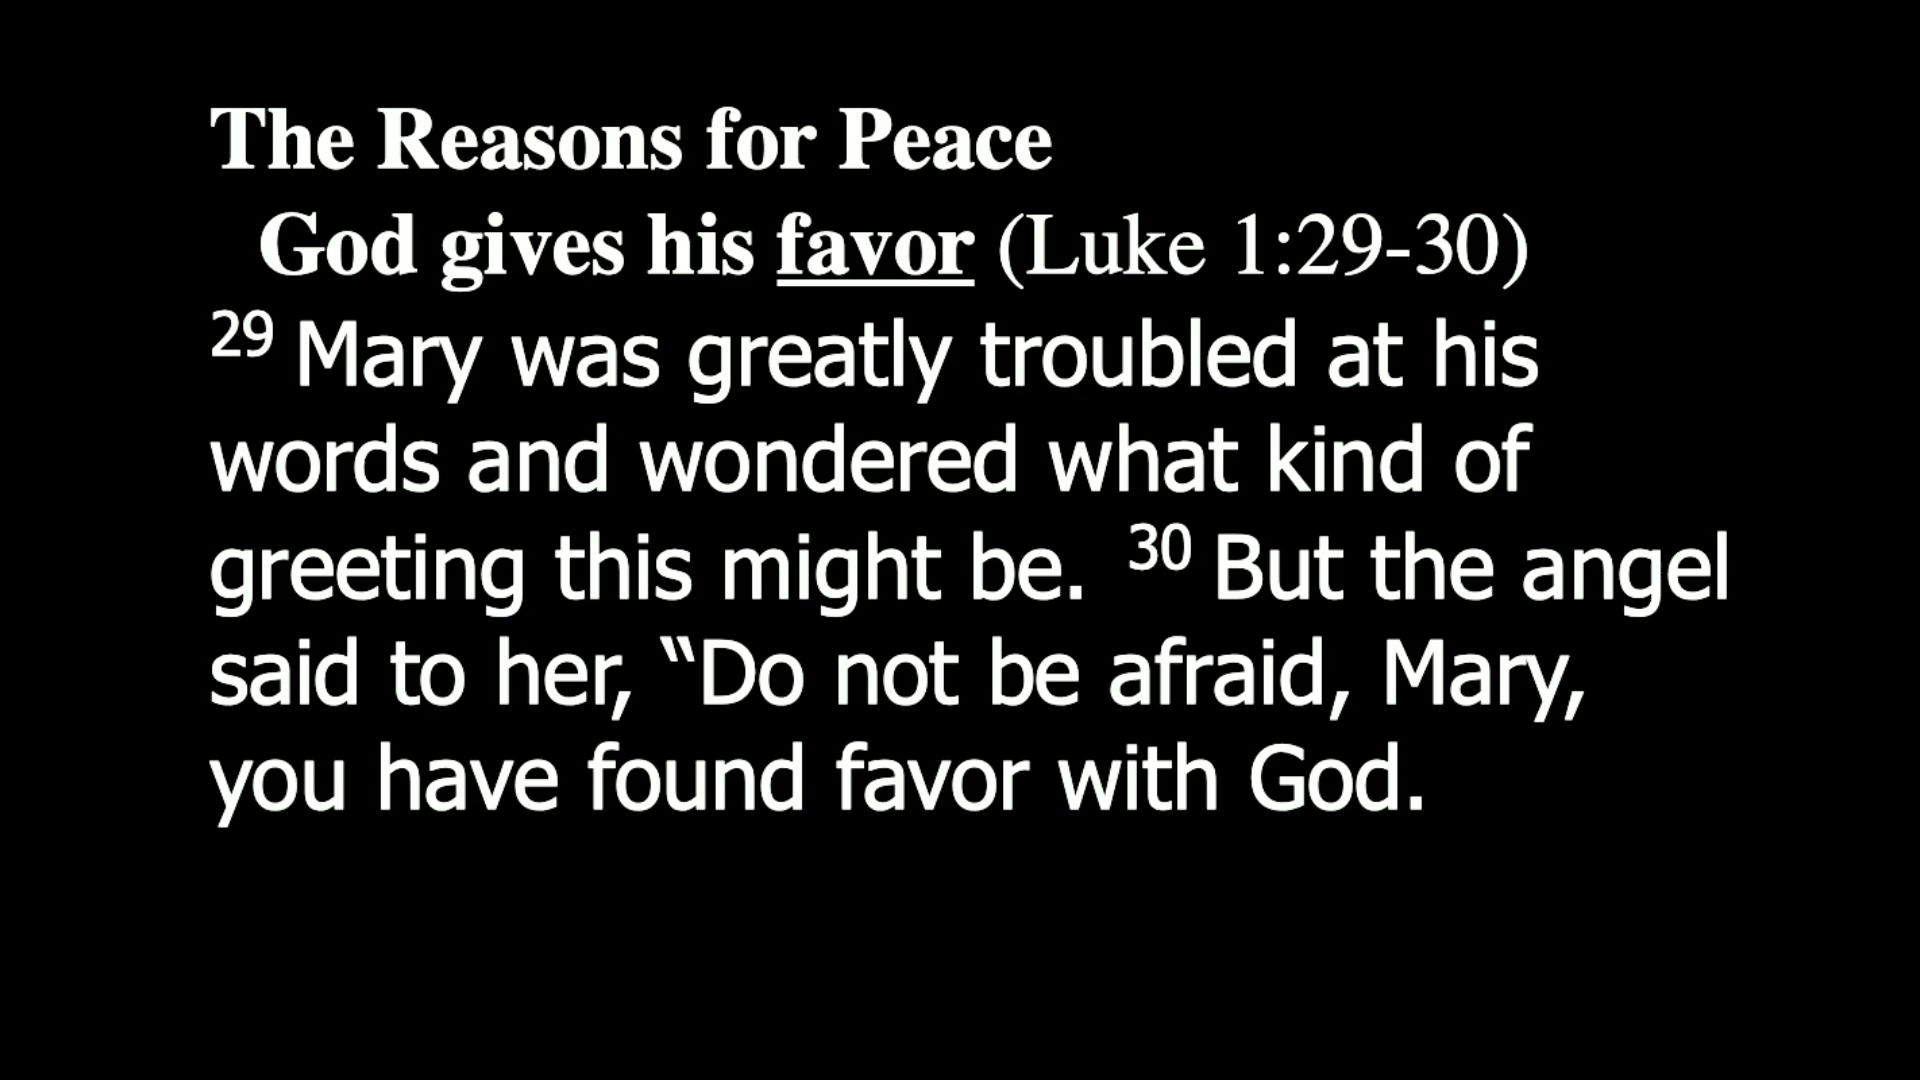 The Reasons for Peace
God gives his favor (Luke 1:29-30)
29 Mary was greatly troubled at his
words and wondered what kind of
greeting this might be. 30 But the angel
said to her, “Do not be afraid, Mary,
you have found favor with God.